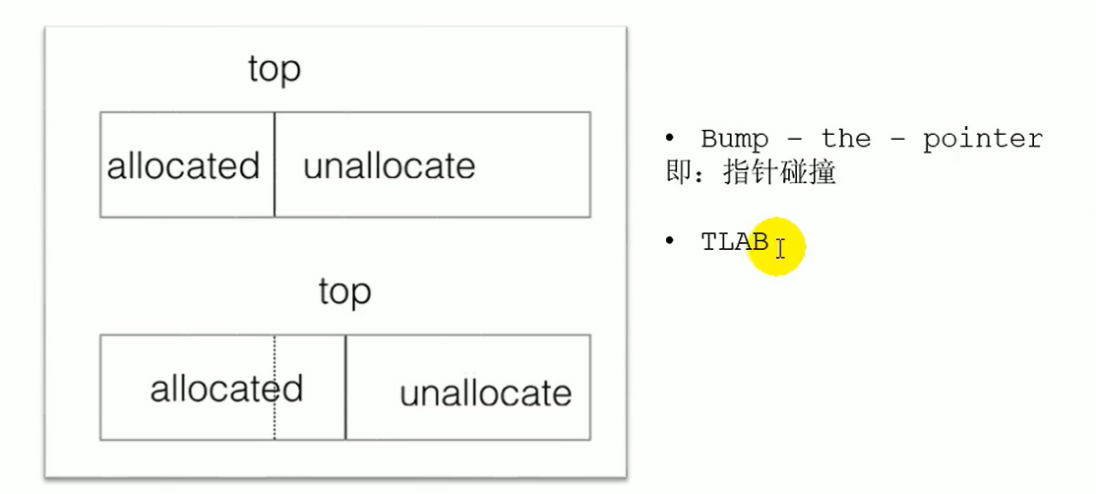 top
allocated
unallocate
top
allocated
unallocate
• Bump – the – pointer
即：指针碰撞
• TLAB